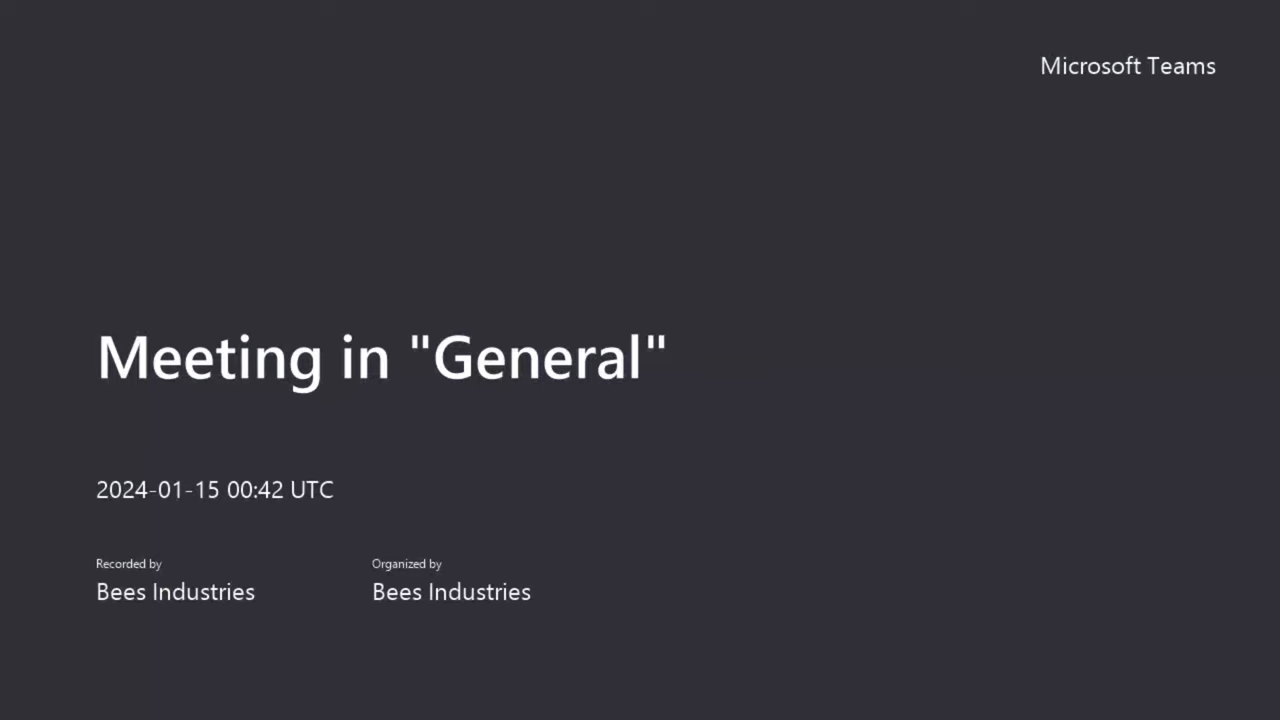 Microsoft Teams
Meeting in "General"
2024-01-15 00:42 UTC
Recorded by
Bees Industries
Organized by
Bees Industries